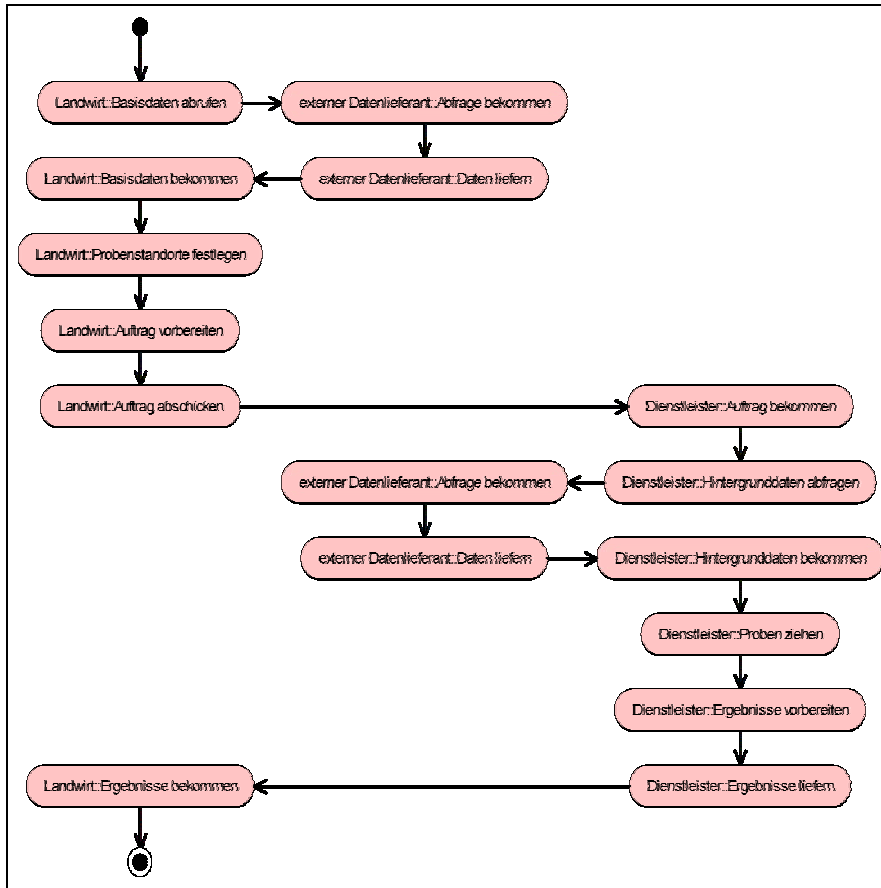 Landwirt::Basisdaten abrufen
externer Datenlieferant::Abfrage bekommen
Landwirt::Basisdaten bekommen
externer Datenlieferant::Daten liefern
Landwirt::Probenstandorte festlegen
Landwirt::Auftrag vorbereiten
Landwirt::Auftrag abschicken
Dienstleister::Auftrag bekommen
externer Datenlieferant::Abfrage bekommen
Dienstleister::Hintergrunddaten abfragen
externer Datenlieferant::Daten liefern
Dienstleister::Hintergrunddaten bekommen
Dienstleister::Proben ziehen
Dienstleister::Ergebnisse vorbereiten
Landwirt::Ergebnisse bekommen
Dienstleister::Ergebnisse liefern